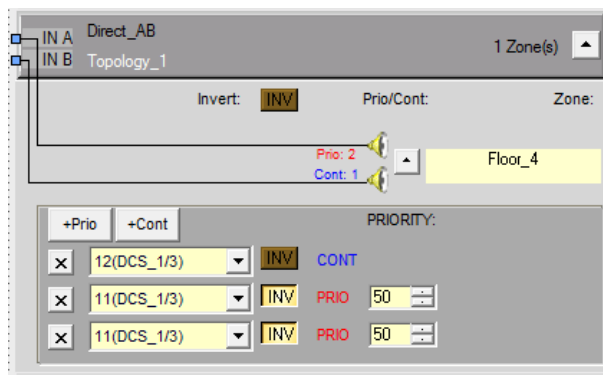 IN A Direct_AB
IN B Topology_1 1 Zone(s)
Invert: INV Prio/Cont: Zone:
Prio: 2
Cont: 1
Floor_4
+Prio +Cont PRIORITY:
X 12(DCS_1/3) INV CONT
X 11(DCS_1/3) INV PRIO 50
X 11(DCS_1/3) INV PRIO 50